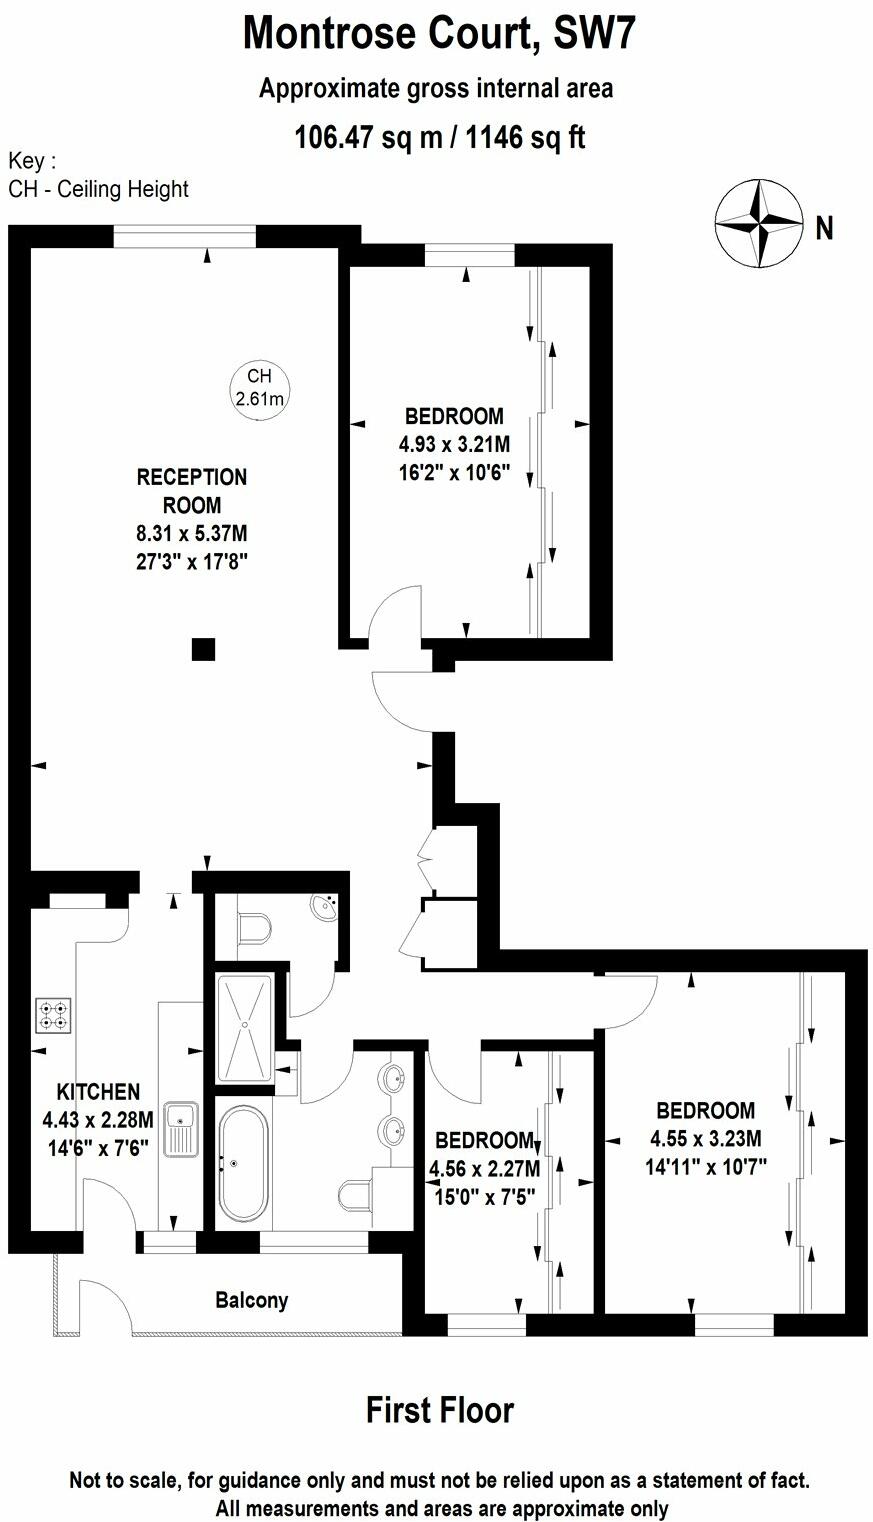 Montrose Court, SW7
Approximate gross internal area
106.47 sq m / 1146 sq ft
Key :
CH - Ceiling Height
N
CH
2.61m
BEDROOM
4.93 x 3.21M
16'2" x 10'6"
RECEPTION
ROOM
8.31 x 5.37M
27'3" x 17'8"
KITCHEN
4.43 x 2.28M
14'6" x 7'6"
BEDROOM
4.56 x 2.27M
15'0" x 7'5"
BEDROOM
4.55 x 3.23M
14'11" x 10'7"
Balcony
First Floor
Not to scale, for guidance only and must not be relied upon as a statement of fact.
All measurements and areas are approximate only